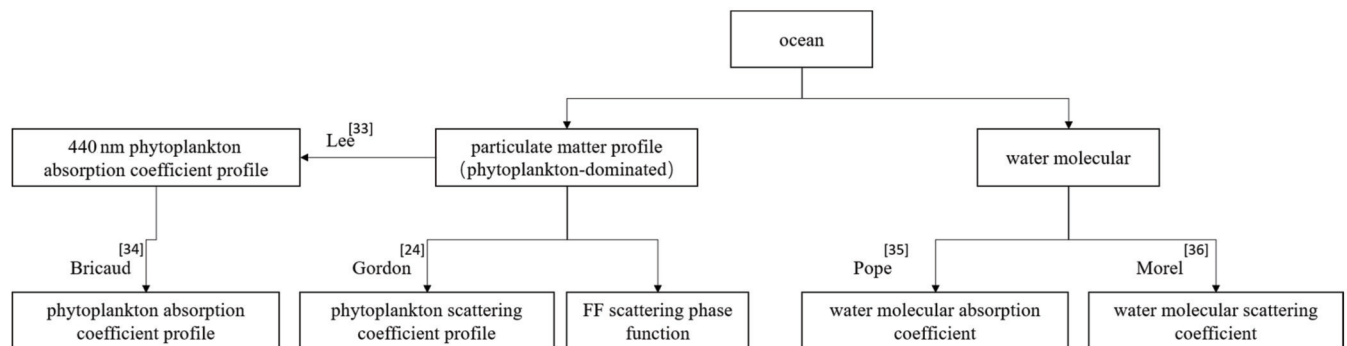 ocean
440 nm phytoplankton
absorption coefficient profile
Lee[33]
particulate matter profile
(phytoplankton-dominated)
water molecular
Bricaud[34]
Gordon[24]
Pope[35]
Morel[36]
phytoplankton absorption
coefficient profile
phytoplankton scattering
coefficient profile
FF scattering phase
function
water molecular absorption
coefficient
water molecular scattering
coefficient